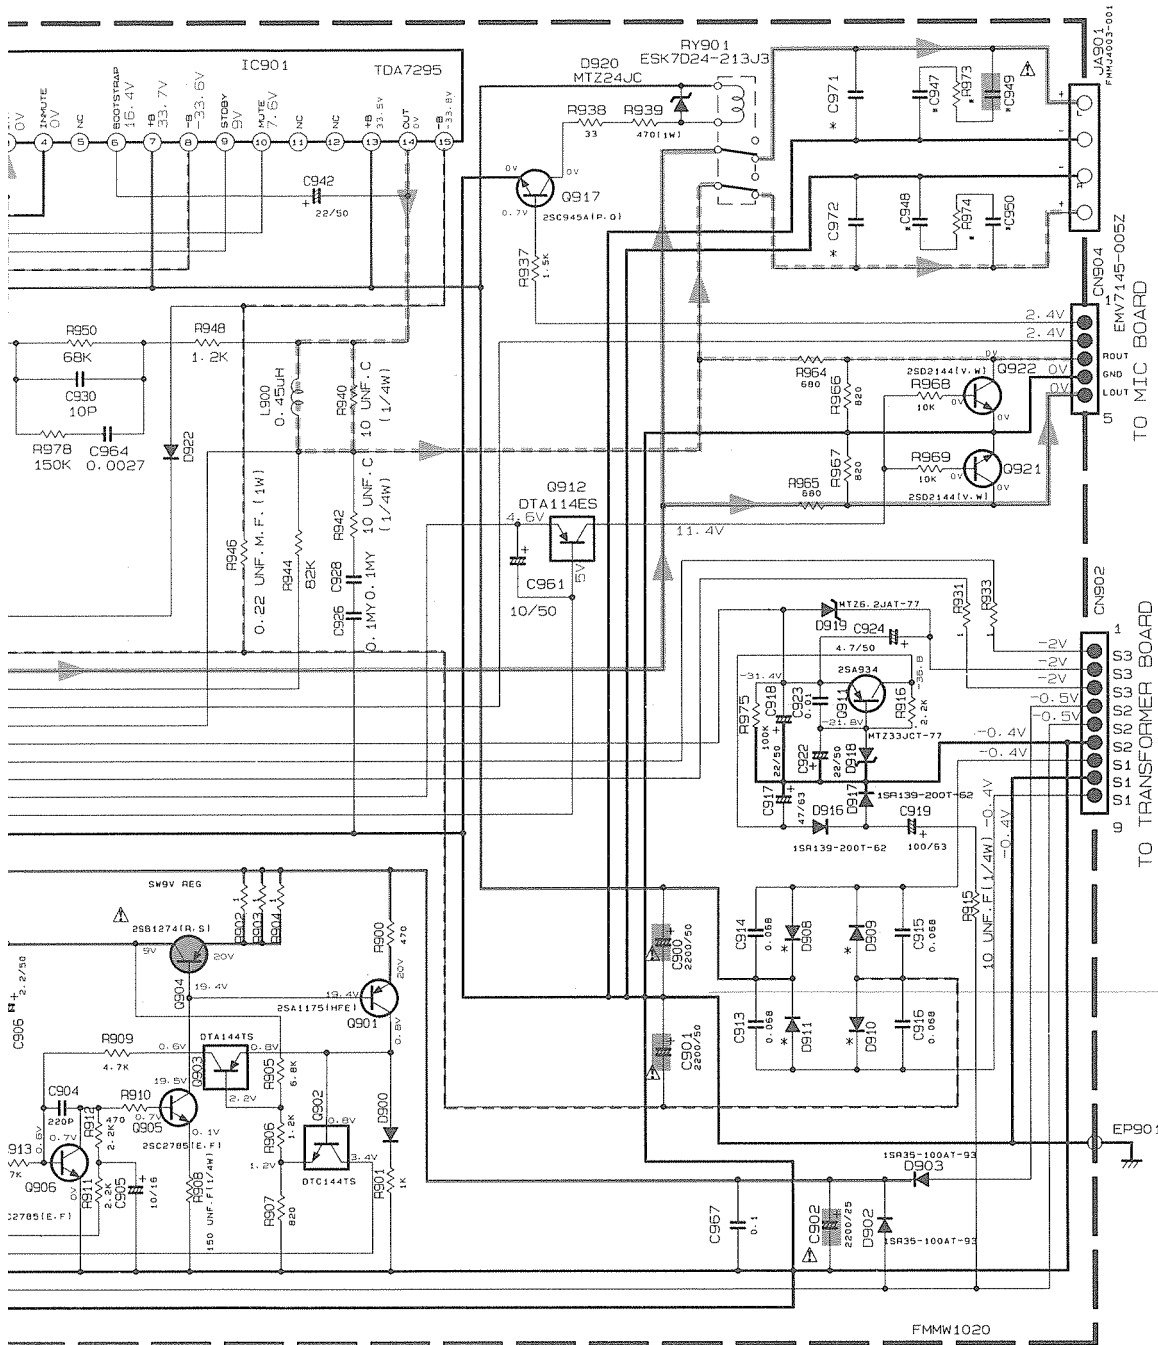 IC901
TDA7295
0V
INMUTE
0V
NC
BOOTSTRAP
16.4V
+B
33.7V
-B
-33.6V
STDBY
9V
MUTE
7.6V
NC
NC
+B
33.5V
OUT
0V
-B
-33.8V
4
5
6
7
8
9
10
11
12
13
14
15
C942
22/50
RY901
ESK7D24-213J3
D920
MTZ24JC
R938
33
R939
470(1W)
0V
0V
0.7V
Q917
2SC945A(P,Q)
R937
1.5K
* C971
* C947
* R973
* C949
* C972
* C948
* R974
* C950
JA901
FMMJ4003-001
+
-
-
+
CN904
EMV7145-005Z
TO MIC BOARD
1
2.4V
2.4V
ROUT
0V
GND
0V
LOUT
5
R964
680
R966
820
R967
820
R965
680
2SD2144(V,W)
Q922
R968
10K
0V
0V
0V
R969
10K
0V
0V
Q921
2SD2144(V,W)
R950
68K
C930
10P
R978
150K
C964
0.0027
R948
1.2K
D922
L900
0.45uH
R940
10 UNF.C
(1/4W)
R942
10 UNF.C
(1/4W)
R946
0.22 UNF.M.F.(1W)
R944
82K
C928
0.1MY
C926
0.1MY
Q912
DTA114ES
4.6V
11.4V
5V
C961
10/50
CN902
TO TRANSFORMER BOARD
1
-2V
S3
-2V
S3
-2V
S3
-0.5V
S2
-0.5V
S2
-0.4V
S2
-0.4V
S1
S1
S1
9
-0.4V
-0.4V
R931
1
R933
1
MTZ6.2JAT-77
D919
C924
4.7/50
2SA934
-31.4V
-36.8
R975
100K
C918
22/50
C923
0.01
Q911
R916
2.2K
-21.8V
MTZ33JCT-77
C922
22/50
D918
C917
47/63
D917
1SR139-200T-62
D916
1SR139-200T-62
C919
100/63
R915
10 UNF.F(1/4W)
SW9V REG
R902
1
R903
1
R904
1
2SB1274(R,S)
9V
20V
Q904
19.4V
R900
470
20V
19.4V
2SA1175(HFE)
Q901
0.8V
C906
2.2/50
R909
4.7K
0.6V
DTA144TS
0.8V
Q903
2.2V
R905
6.8K
19.5V
C904
220P
R910
470
R912
2.2K
0.7V
Q905
0.1V
2SC2785(E,F)
R906
1.2K
Q902
0.8V
D900
1.2V
3.4V
DTC144TS
R901
1K
R907
820
R908
150 UNF.F(1/4W)
913
7K
0.6V
0.7V
Q906
0V
R911
2.2K
C905
10/16
C2785(E,F)
C900
2200/50
C901
2200/50
C914
0.068
D908
*
D909
*
C915
0.068
C913
0.068
D911
*
D910
*
C916
0.068
EP901
1SR35-100AT-93
D903
C967
0.1
C902
2200/25
D902
1SR35-100AT-93
FMMW1020